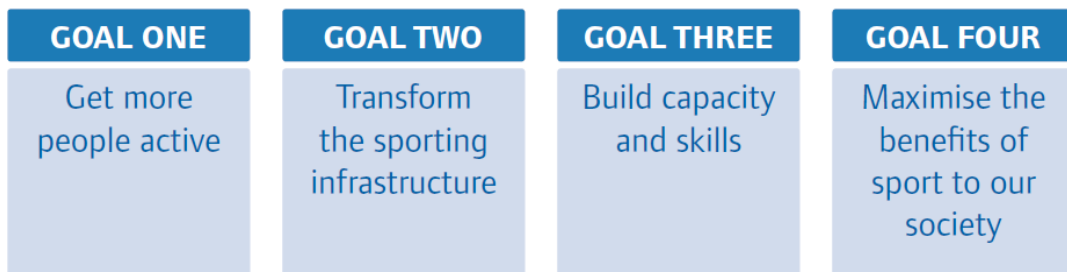 GOAL ONE
Get more
people active
GOAL TWO
Transform
the sporting
infrastructure
GOAL THREE
Build capacity
and skills
GOAL FOUR
Maximise the
benefits of
sport to our
society